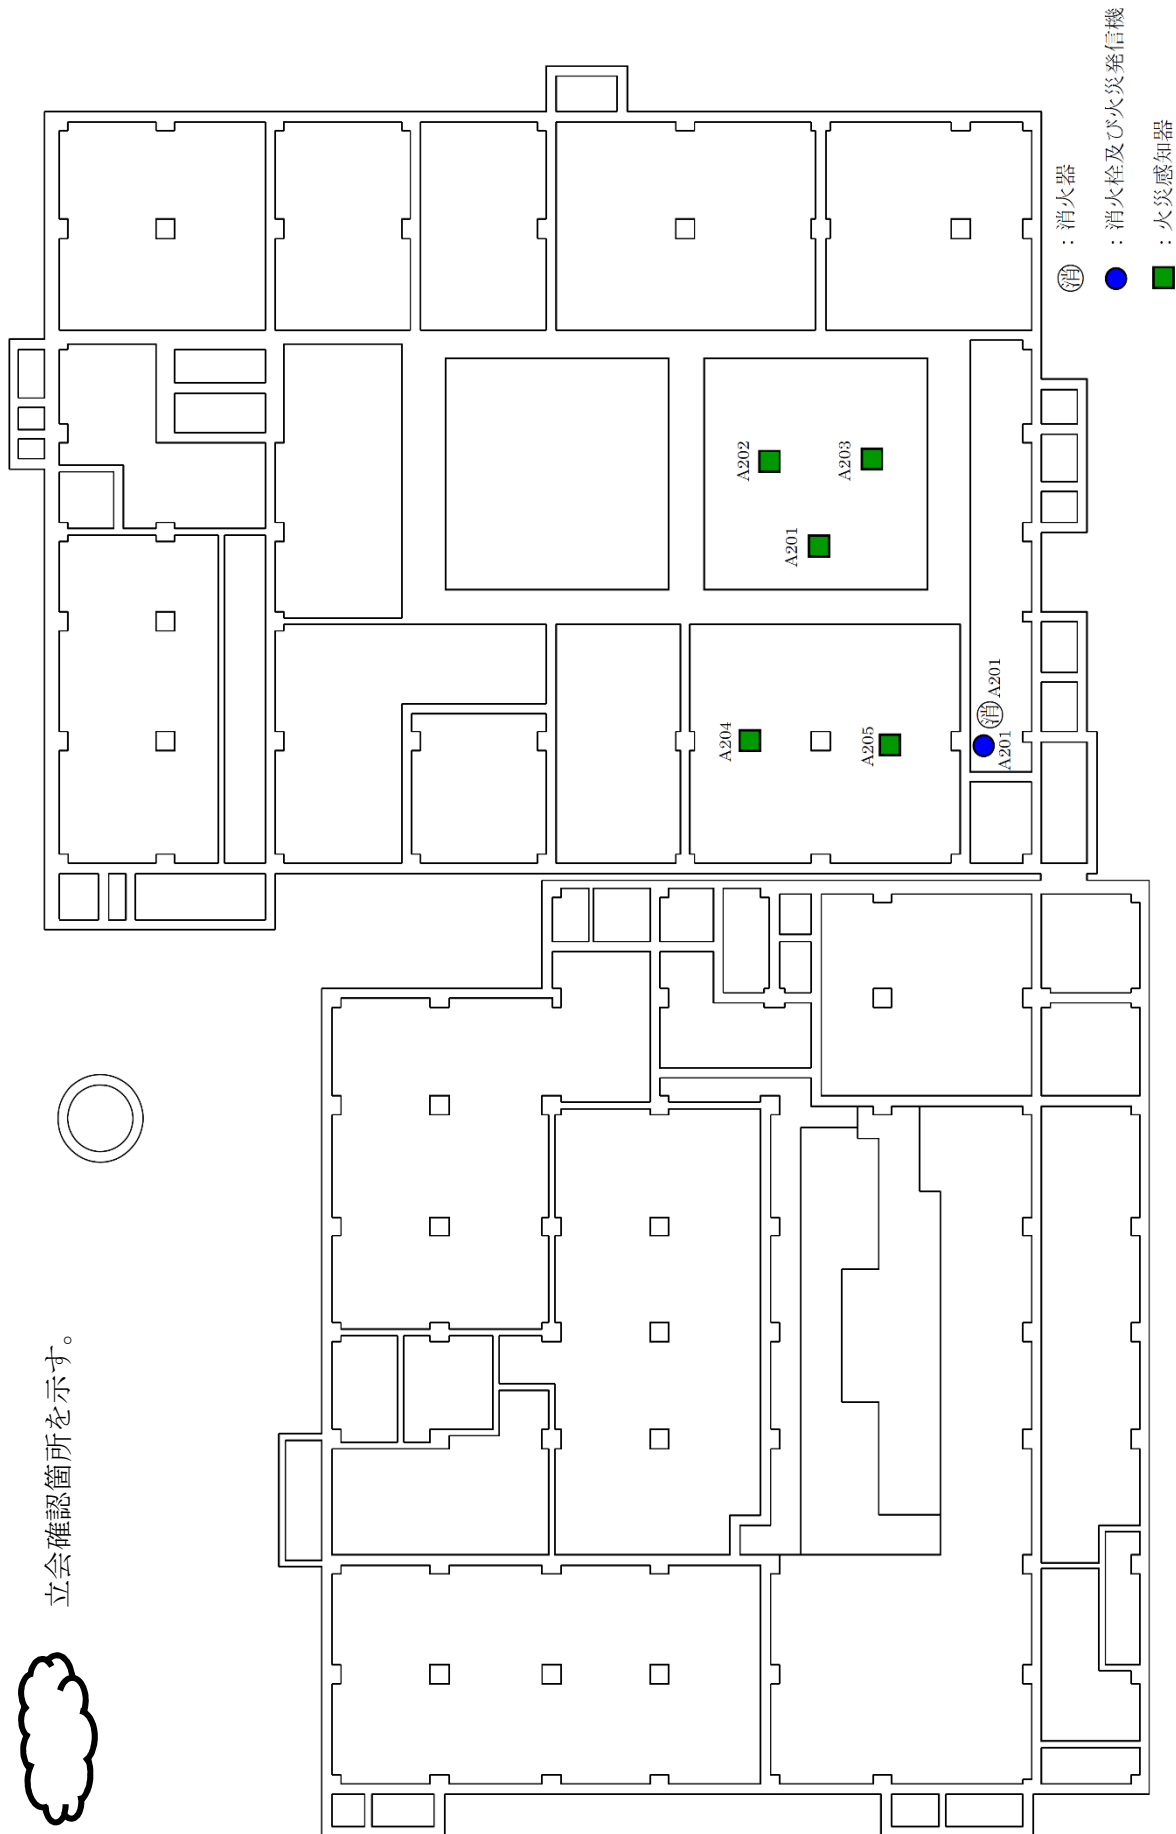 立会確認箇所を示す。
A202
A203
A201
A204
A205
消 A201
A201
消 : 消火器
: 消火栓及び火災発信機
: 火災感知器